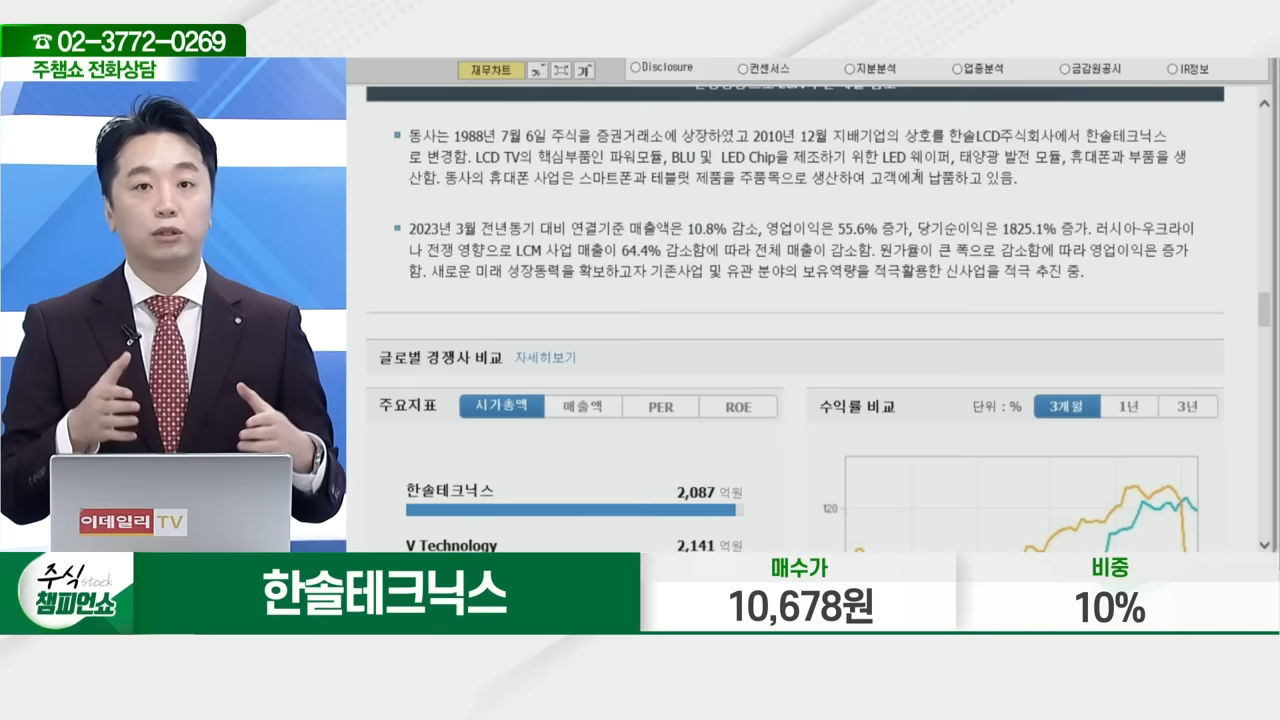 ☎ 02-3772-0269
주챔쇼 전화상담
재무차트
가
가
Disclosure
컨센서스
지분분석
업종분석
금감원공시
IR정보
동사는 1988년 7월 6일 주식을 증권거래소에 상장하였고 2010년 12월 지배기업의 상호를 한솔LCD주식회사에서 한솔테크닉스
로 변경함. LCD TV의 핵심부품인 파워모듈, BLU 및 LED Chip을 제조하기 위한 LED 웨이퍼, 태양광 발전 모듈, 휴대폰과 부품을 생
산함. 동사의 휴대폰 사업은 스마트폰과 테블릿 제품을 주품목으로 생산하여 고객에게 납품하고 있음.
2023년 3월 전년동기 대비 연결기준 매출액은 10.8% 감소, 영업이익은 55.6% 증가, 당기순이익은 1825.1% 증가. 러시아-우크라이
나 전쟁 영향으로 LCM 사업 매출이 64.4% 감소함에 따라 전체 매출이 감소함. 원가율이 큰 폭으로 감소함에 따라 영업이익은 증가
함. 새로운 미래 성장동력을 확보하고자 기존사업 및 유관 분야의 보유역량을 적극활용한 신사업을 적극 추진 중.
글로벌 경쟁사 비교 자세히보기
주요지표 시가총액 매출액 PER ROE
수익률 비교 단위 : % 3개월 1년 3년
한솔테크닉스 2,087 억원
V Technology 2,141 억원
120
이데일리 TV
주식 stock
챔피언쇼
한솔테크닉스
매수가
10,678원
비중
10%